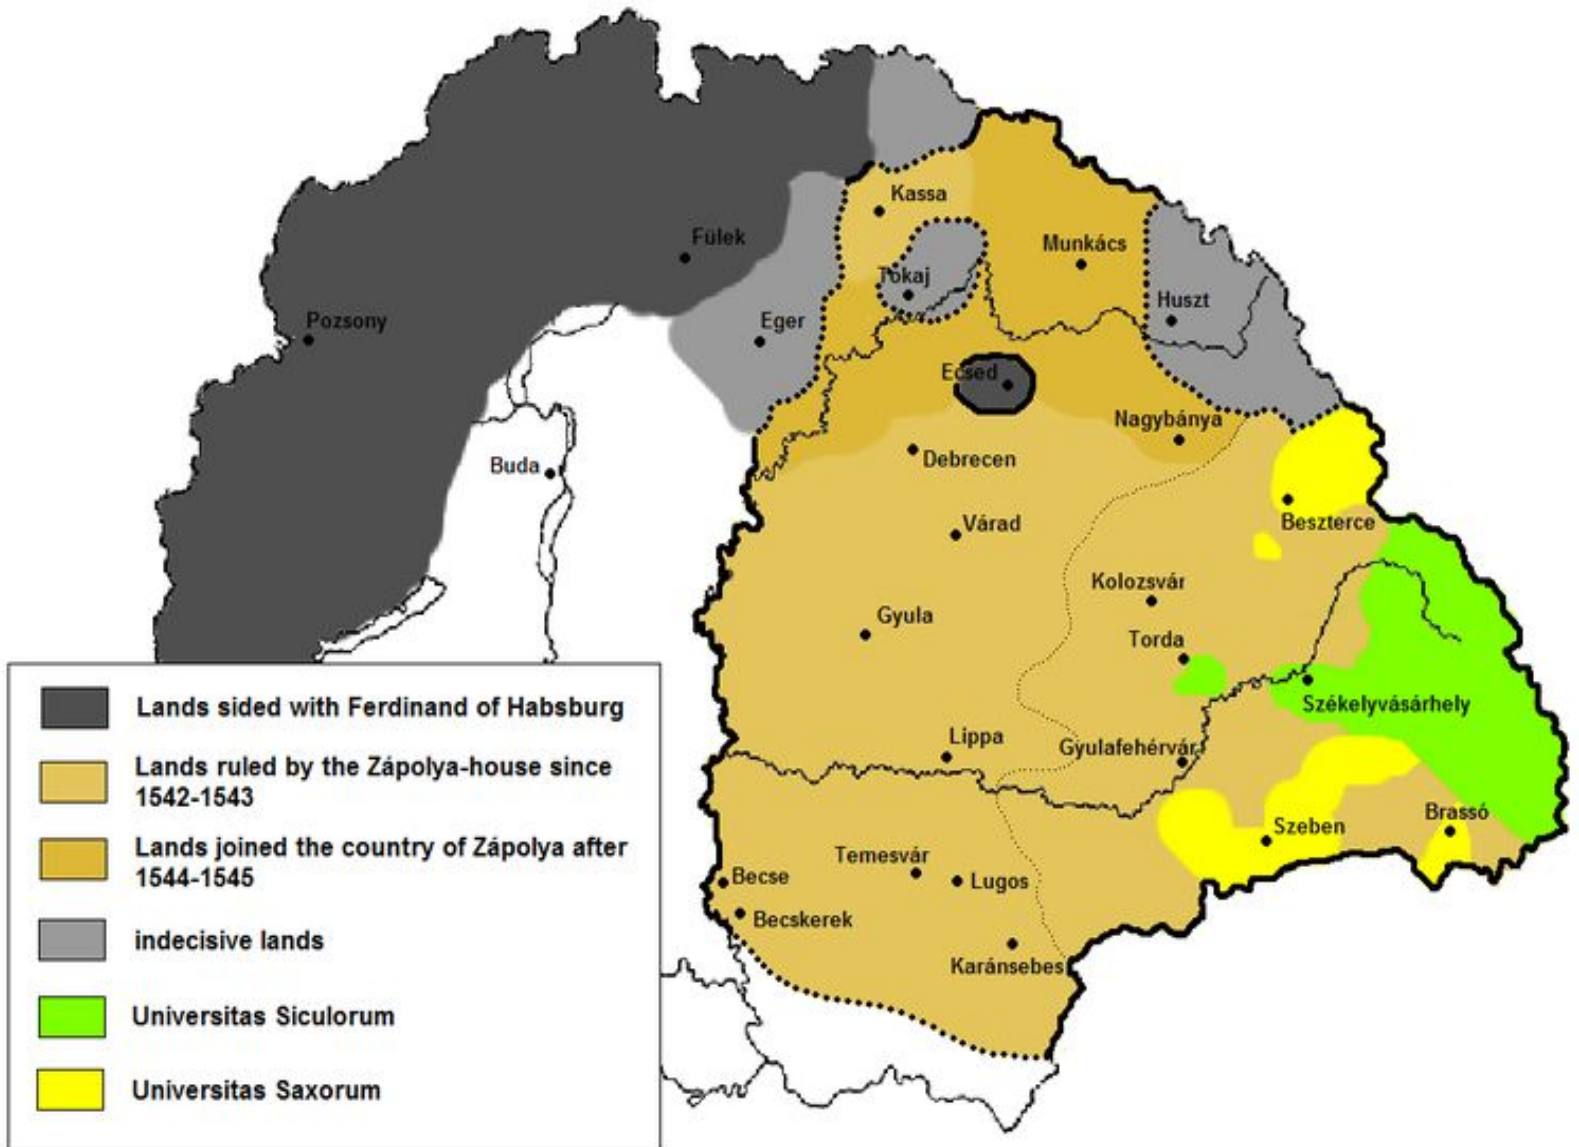 Kassa
Fülek
Munkács
Tokaj
Huszt
Pozsony
Eger
Ecsed
Nagybánya
Debrecen
Buda
Várad
Beszterce
Kolozsvár
Gyula
Torda
Székelyvásárhely
Lippa
Gyulafehérvár
Szeben
Brassó
Temesvár
Becse
Lugos
Becskerek
Karánsebes
Lands sided with Ferdinand of Habsburg
Lands ruled by the Zápolya-house since
1542-1543
Lands joined the country of Zápolya after
1544-1545
indecisive lands
Universitas Siculorum
Universitas Saxorum